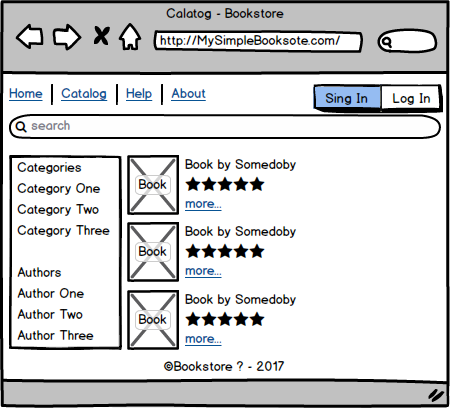 Calatog - Bookstore
http://MySimpleBooksote.com/
Home Catalog Help About
Sing In Log In
search
Categories
Category One
Category Two
Category Three
Authors
Author One
Author Two
Author Three
Book
Book by Somedoby
more...
Book
Book by Somedoby
more...
Book
Book by Somedoby
more...
©Bookstore ? - 2017